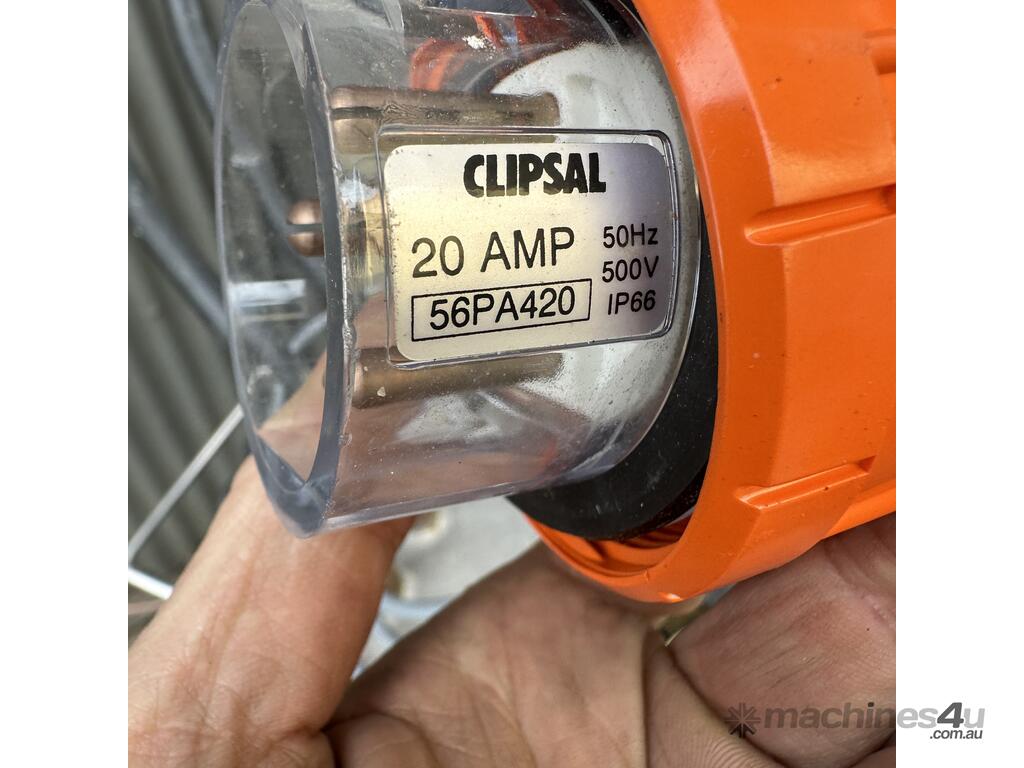 CLIPSAL
20 AMP
50Hz
500V
56PA420
IP66
machines4u
.com.au